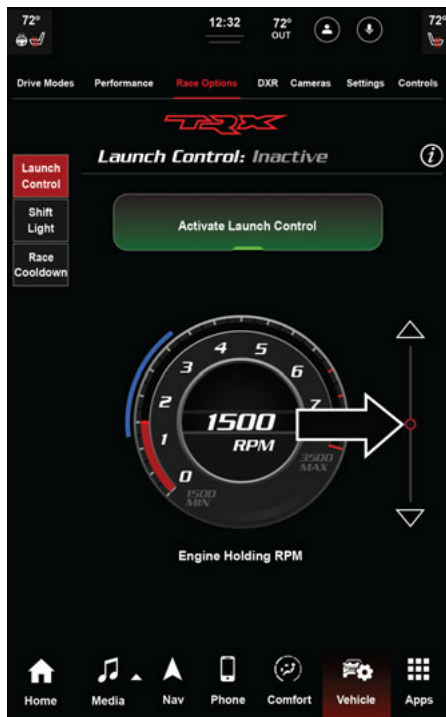 72°
12:32
72°
OUT
72°
Drive Modes
Performance
Race Options
DXR
Cameras
Settings
Controls
TRX
Launch Control: Inactive
i
Launch
Control
Shift
Light
Race
Cooldown
Activate Launch Control
0
1
2
3
4
5
6
7
1500
RPM
1500
MIN
3500
MAX
Engine Holding RPM
Home
Media
Nav
Phone
Comfort
Vehicle
Apps